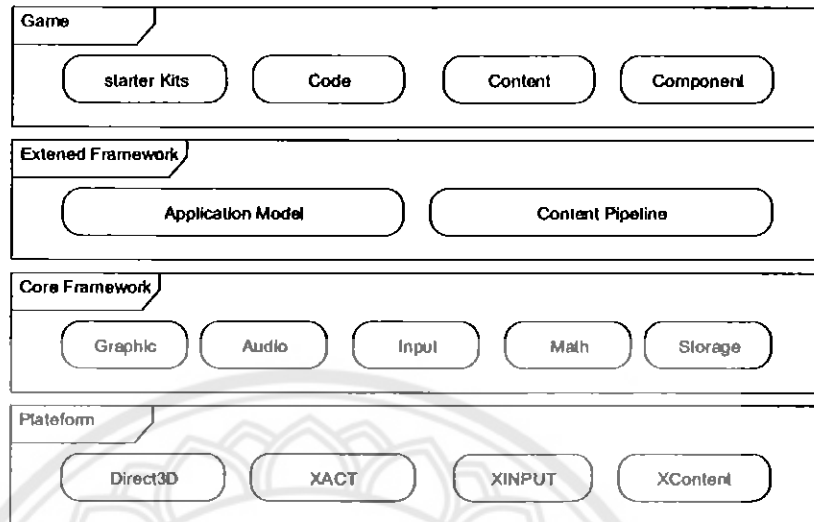 Game
starter Kits
Code
Content
Component
Extened Framework
Application Model
Content Pipeline
Core Framework
Graphic
Audio
Input
Math
Storage
Plateform
Direct3D
XACT
XINPUT
XContent